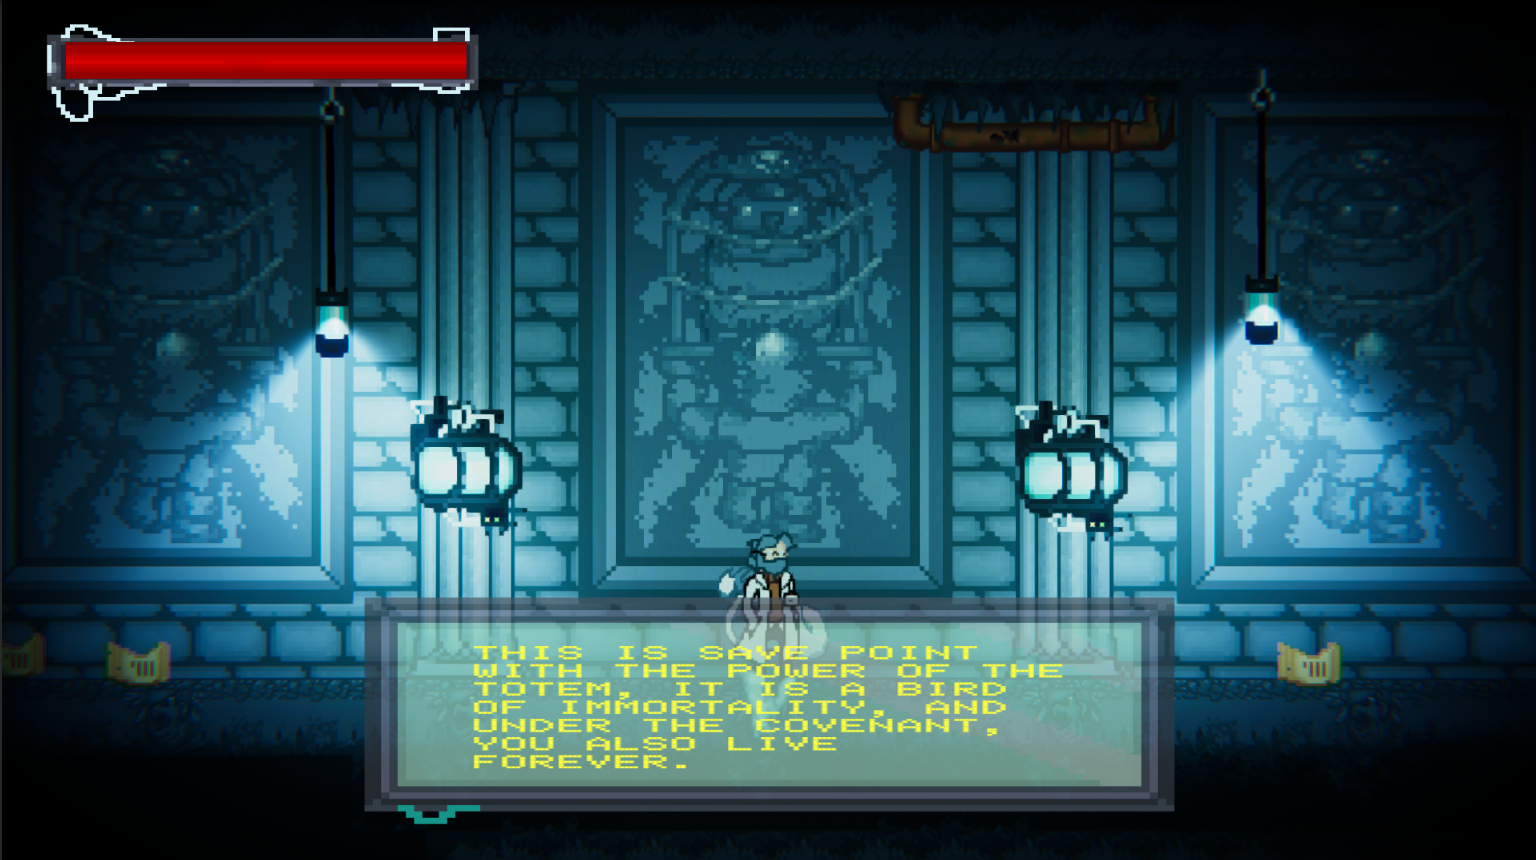 THIS IS SAVE POINT
WITH THE POWER OF THE
TOTEM, IT IS A BIRD
OF IMMORTALITY, AND
UNDER THE COVENANT,
YOU ALSO LIVE
FOREVER.